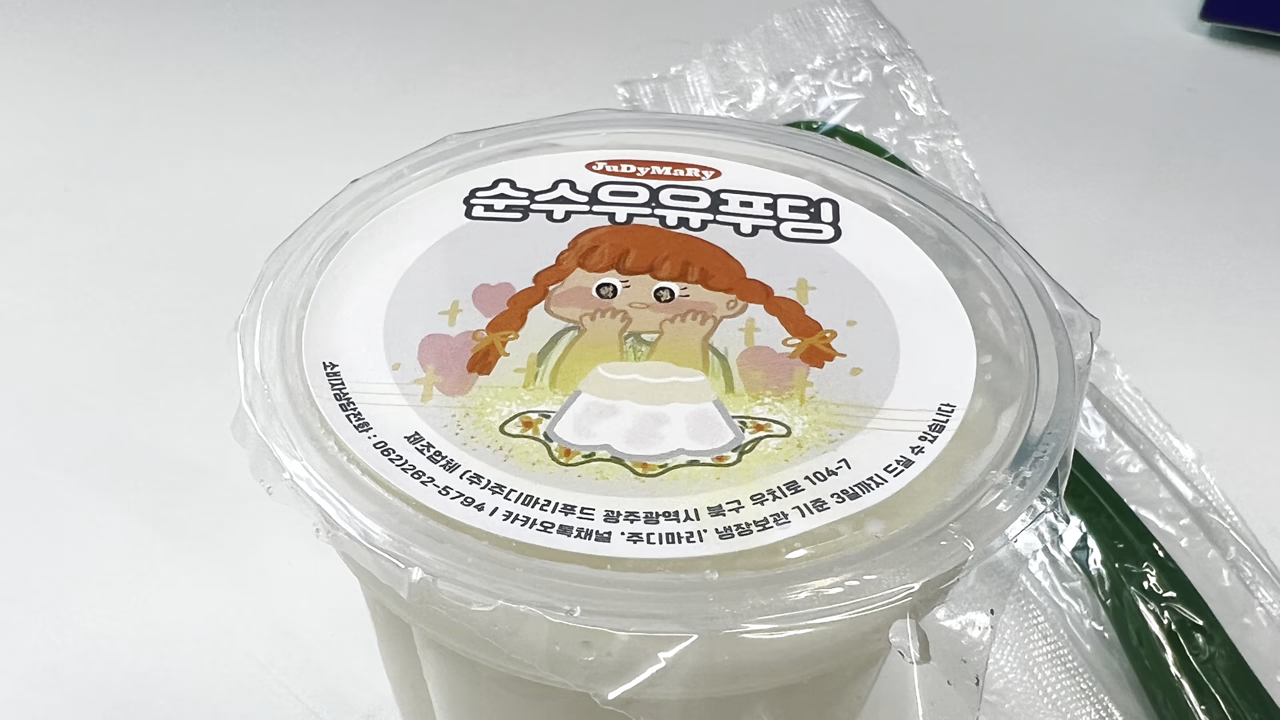 JuDyMaRy
순수우유푸딩
제조업체 (주)주디마리푸드 광주광역시 북구 우치로 104-7
소비자상담전화 : 062)262-5794 I 카카오톡채널 '주디마리' 냉장보관 기준 3일까지 드실 수 있습니다